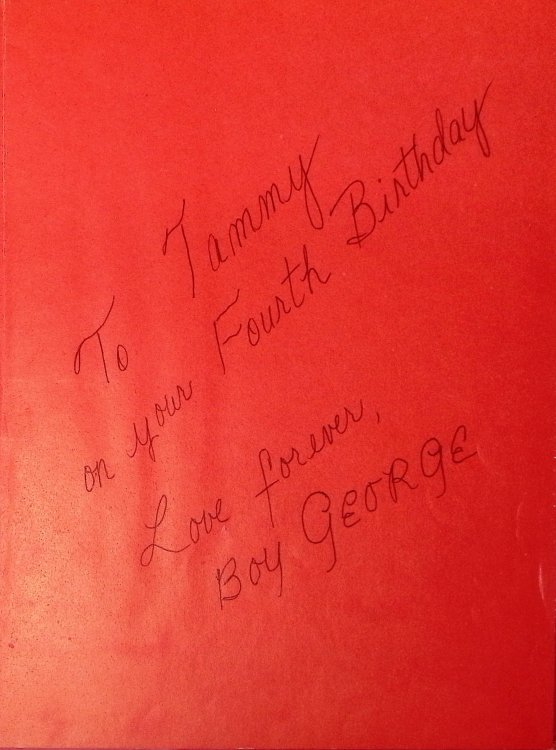 To Tammy
on your Fourth Birthday
Love forever,
Boy GEORGE